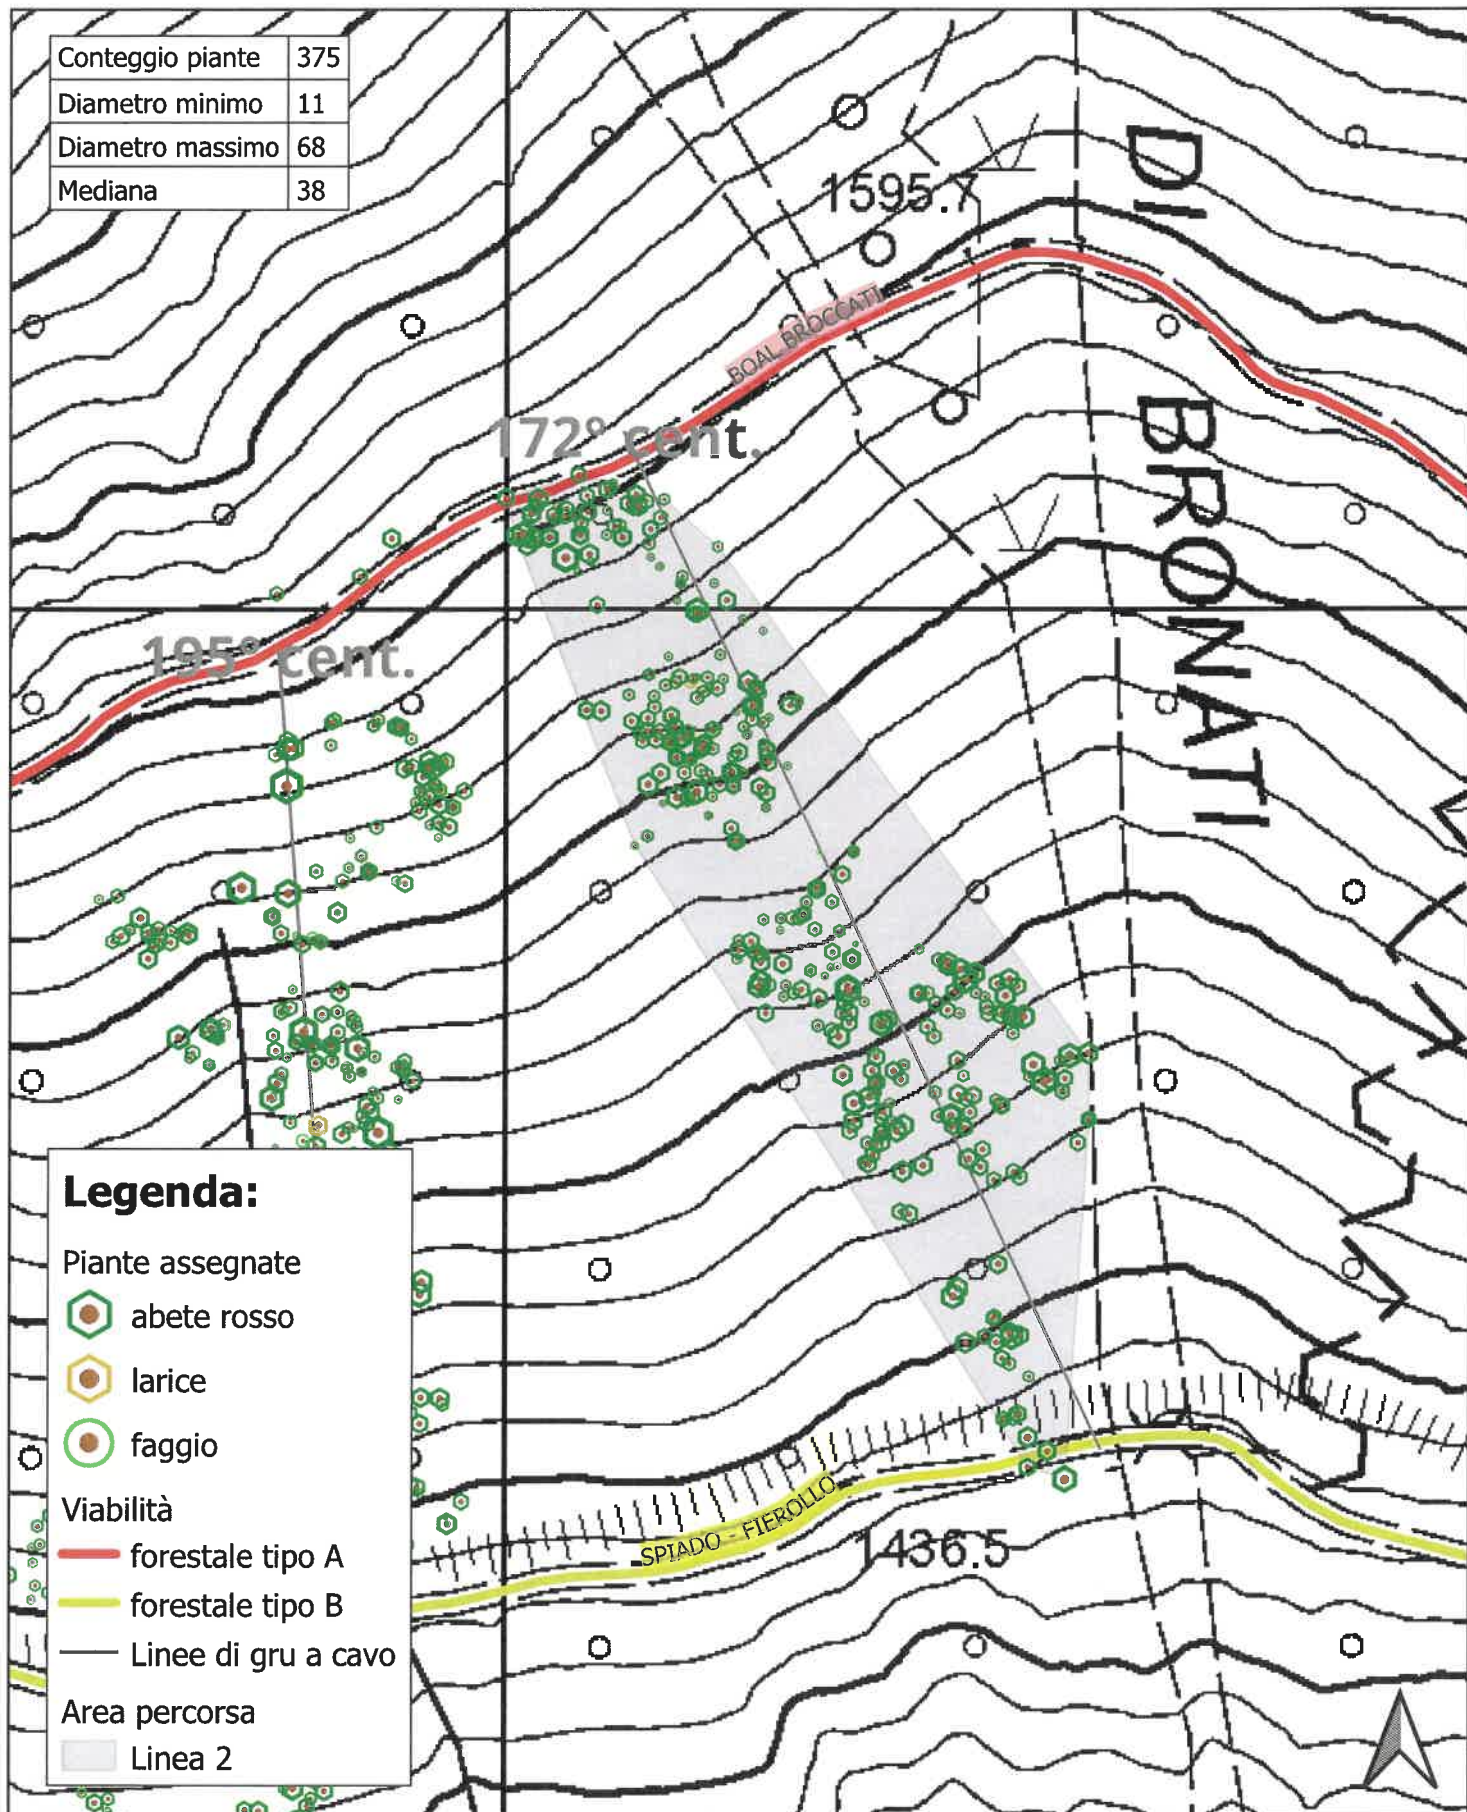 Conteggio piante 375
Diametro minimo 11
Diametro massimo 68
Mediana 38
1595.7
DI BRONATI
BOAL BROCCATI
172° cent.
195° cent.
Legenda:
Piante assegnate
abete rosso
larice
faggio
Viabilità
forestale tipo A
forestale tipo B
Linee di gru a cavo
Area percorsa
Linea 2
SPIADO - FIEROLLO
1436.5